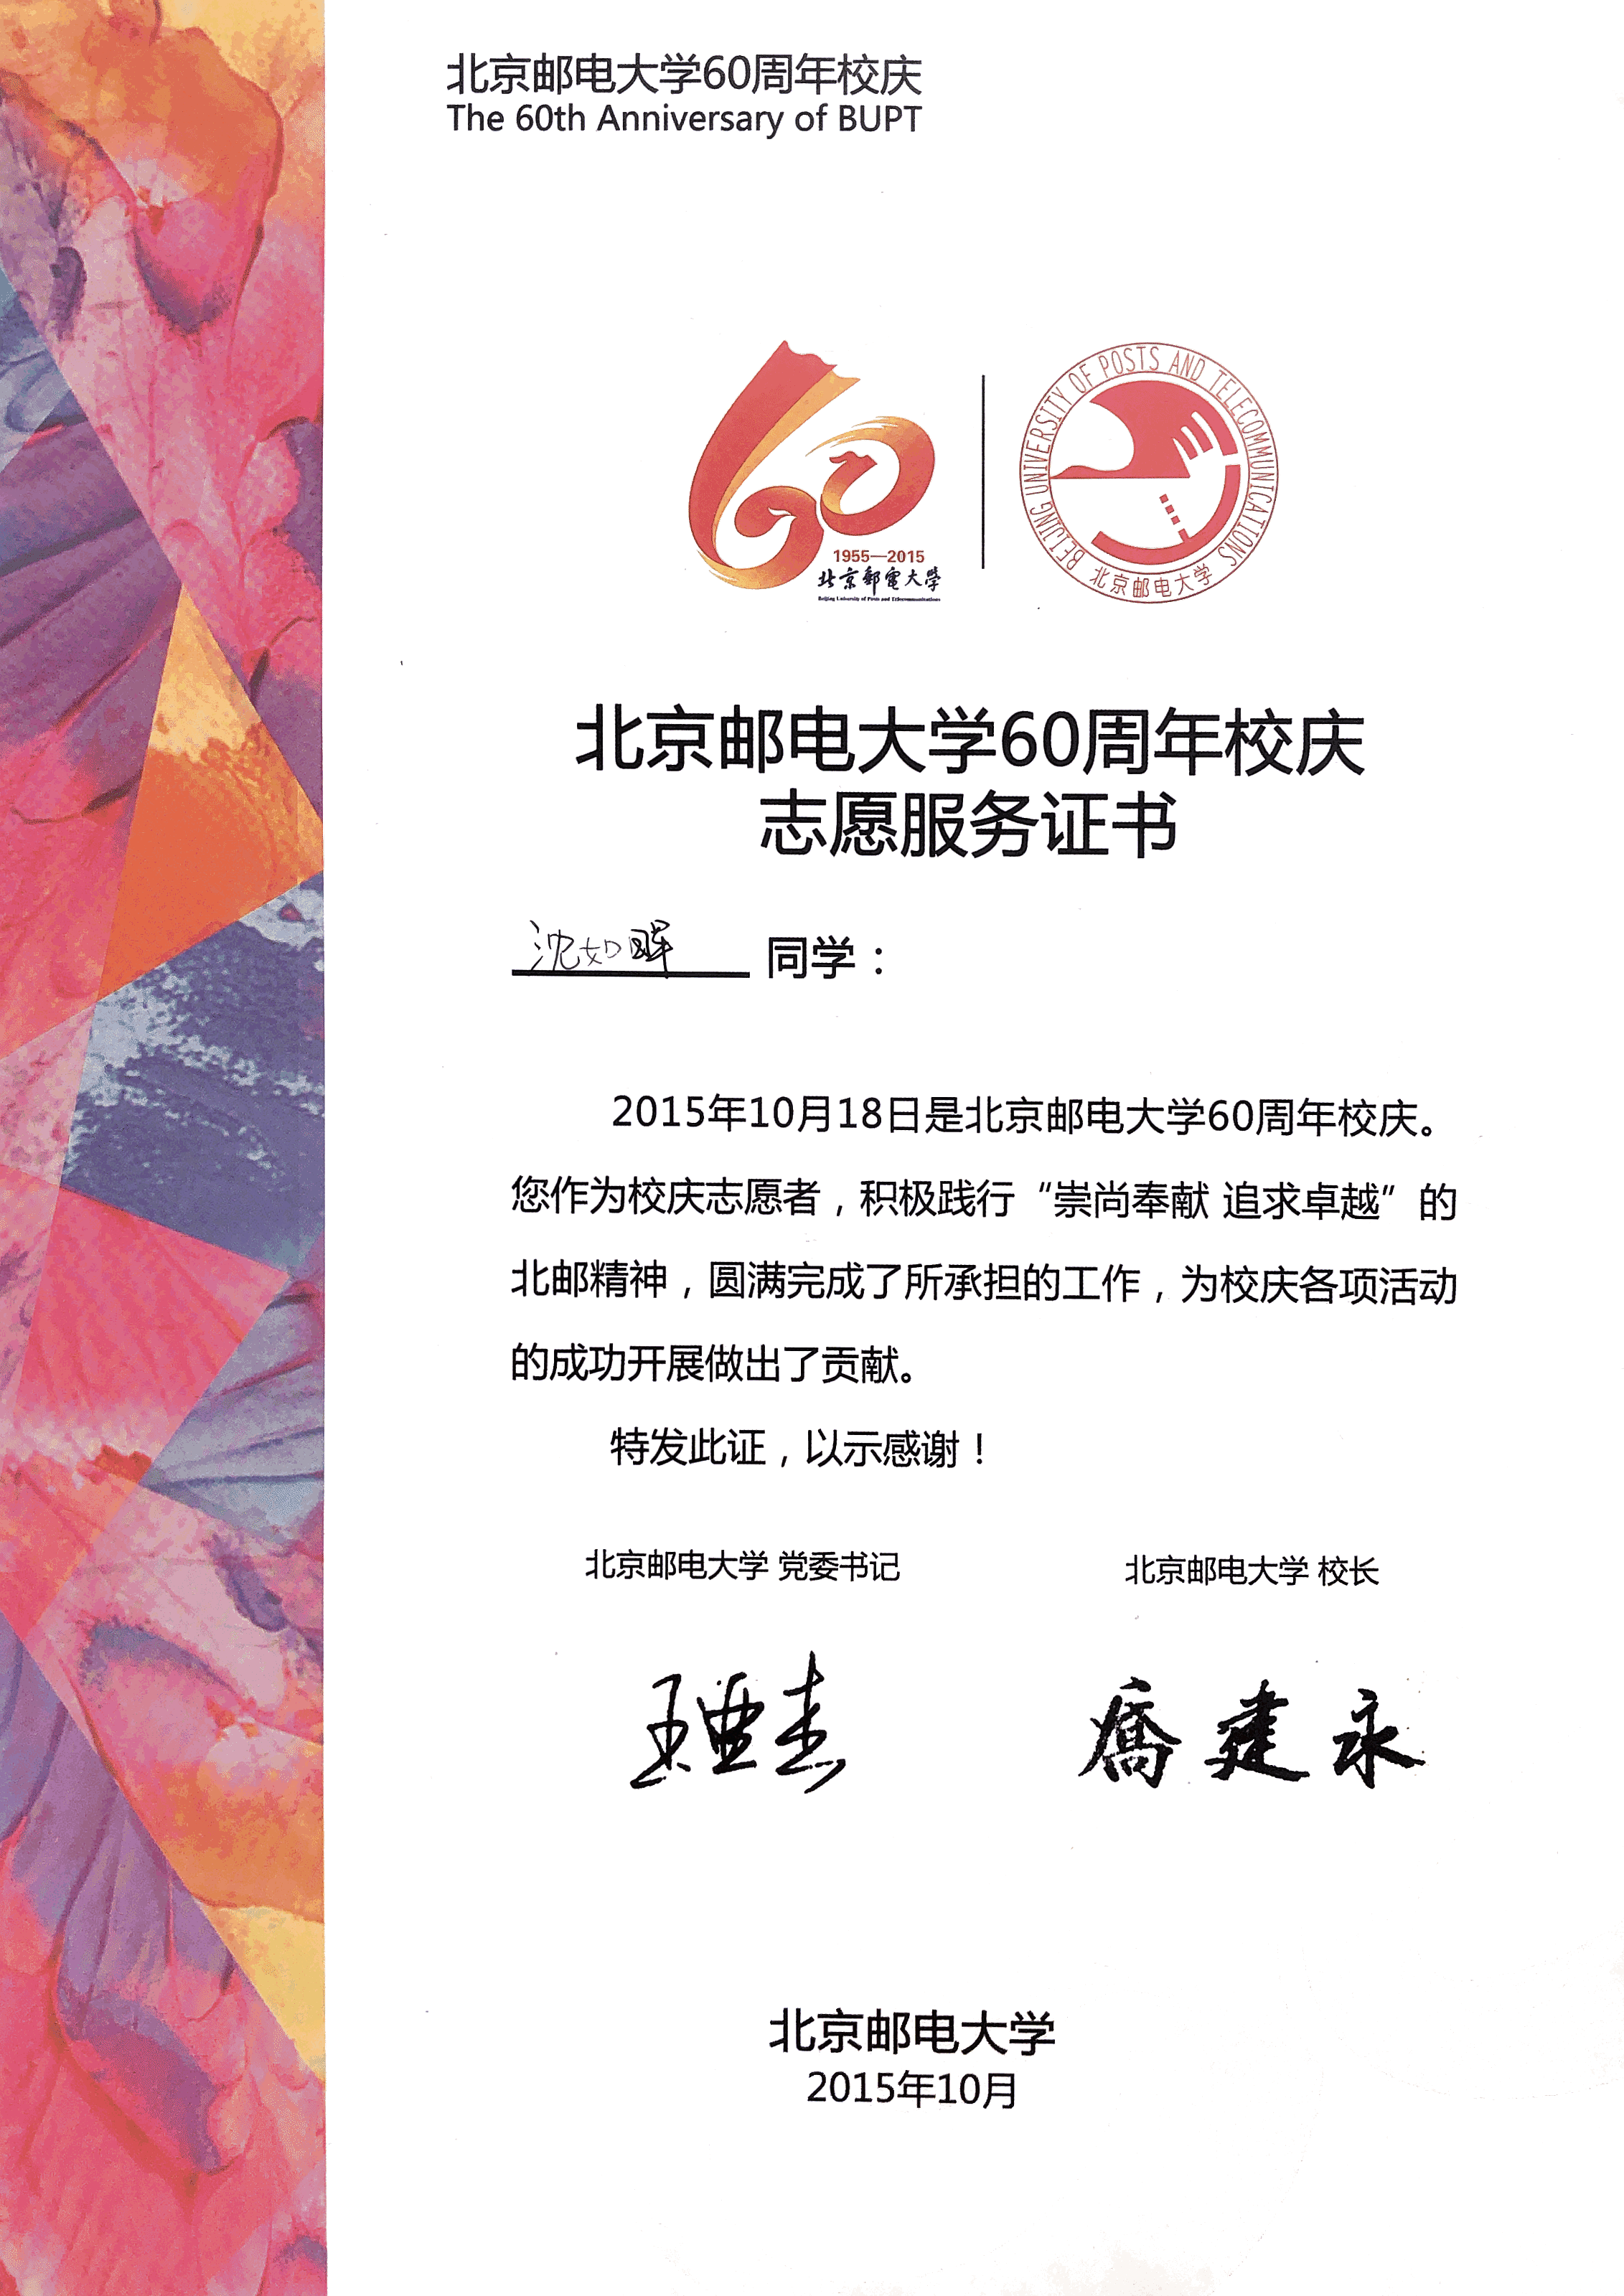 北京邮电大学60周年校庆
The 60th Anniversary of BUPT
1955—2015
北京郵電大學
Beijing University of Posts and Telecommunications
BEIJING UNIVERSITY OF POSTS AND TELECOMMUNICATIONS
北京邮电大学
北京邮电大学60周年校庆
志愿服务证书
沈如晖 同学：
2015年10月18日是北京邮电大学60周年校庆。
您作为校庆志愿者，积极践行“崇尚奉献 追求卓越”的
北邮精神，圆满完成了所承担的工作，为校庆各项活动
的成功开展做出了贡献。
特发此证，以示感谢！
北京邮电大学 党委书记 北京邮电大学 校长
王亚杰 喬建永
北京邮电大学
2015年10月